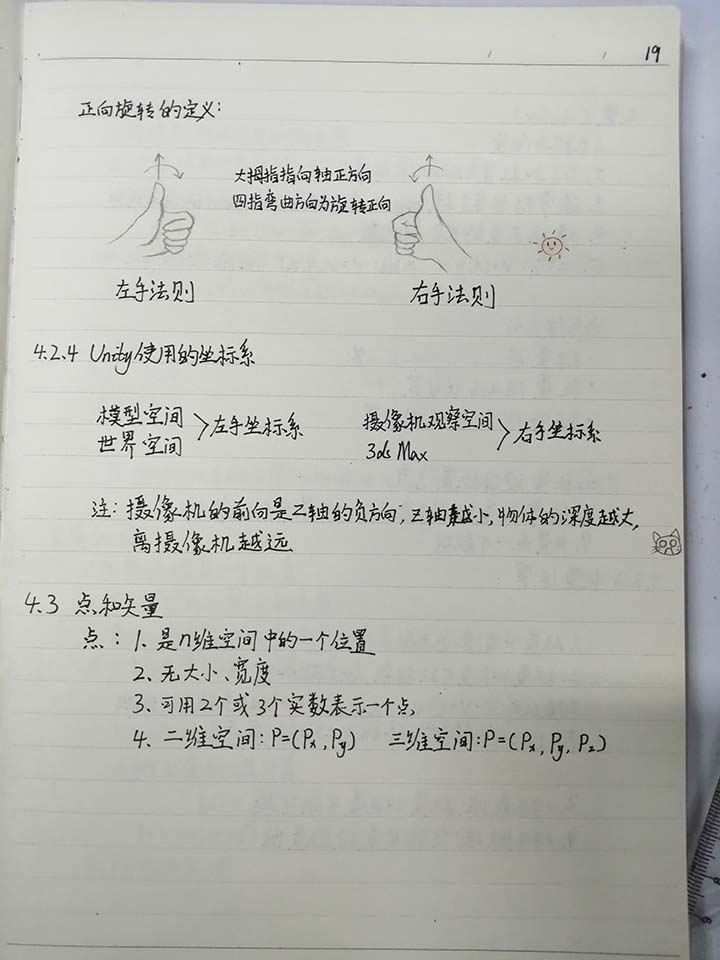 19
正向旋转的定义：
大拇指指向轴正方向
四指弯曲方向为旋转正向
左手法则 右手法则
4.2.4 Unity使用的坐标系
模型空间
世界空间
左手坐标系
摄像机观察空间
3ds Max
右手坐标系
注：摄像机的前向是Z轴的负方向，Z轴越小，物体的深度越大，
离摄像机越远
4.3 点和矢量
点：1. 是n维空间中的一个位置
2. 无大小、宽度
3. 可用2个或3个实数表示一个点
4. 二维空间：P=(Px, Py) 三维空间：P=(Px, Py, Pz)
9